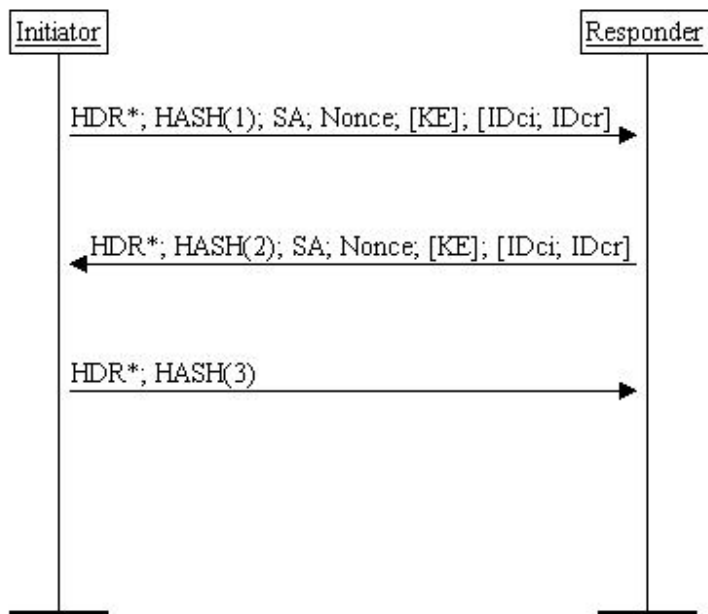 Initiator
Responder
HDR*; HASH(1); SA; Nonce; [KE]; [IDci; IDcr]
HDR*; HASH(2); SA; Nonce; [KE]; [IDci; IDcr]
HDR*; HASH(3)